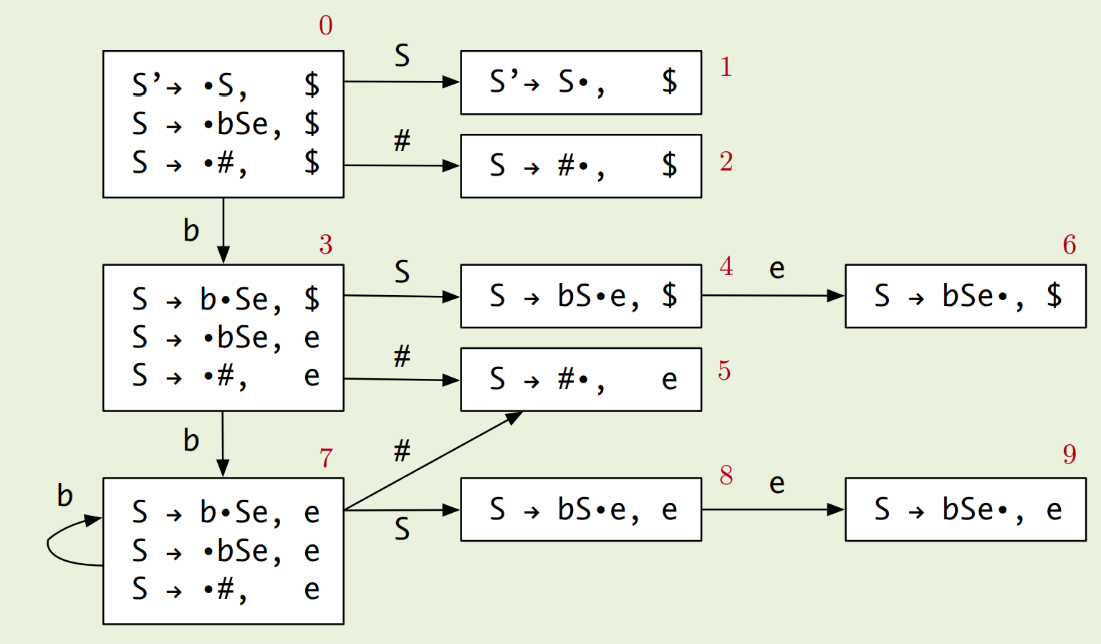 0
S’→ •S, $
S → •bSe, $
S → •#, $
S
S’→ S•, $
1
#
S → #•, $
2
b
3
S → b•Se, $
S → •bSe, e
S → •#, e
S
S → bS•e, $
4
e
S → bSe•, $
6
#
S → #•, e
5
b
7
S → b•Se, e
S → •bSe, e
S → •#, e
b
#
S
S → bS•e, e
8
e
S → bSe•, e
9